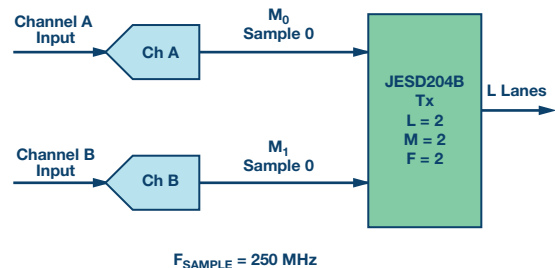 Channel A
Input
Ch A
M₀
Sample 0
JESD204B
Tx
L = 2
M = 2
F = 2
L Lanes
Channel B
Input
Ch B
M₁
Sample 0
F_SAMPLE = 250 MHz